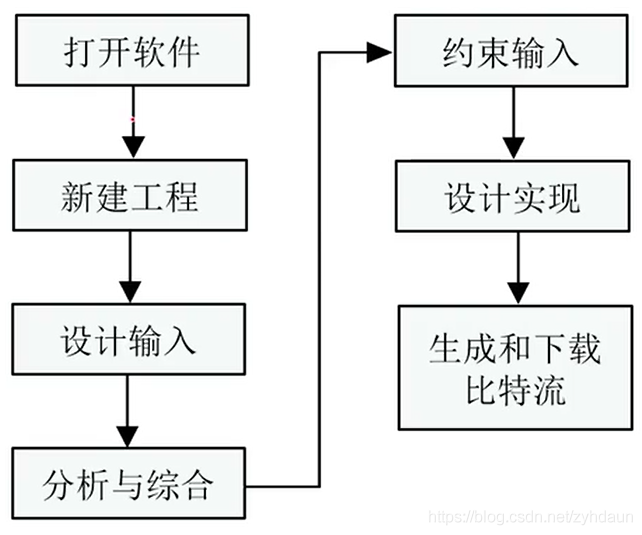 打开软件
新建工程
设计输入
分析与综合
约束输入
设计实现
生成和下载
比特流
https://blog.csdn.net/zyhdaun